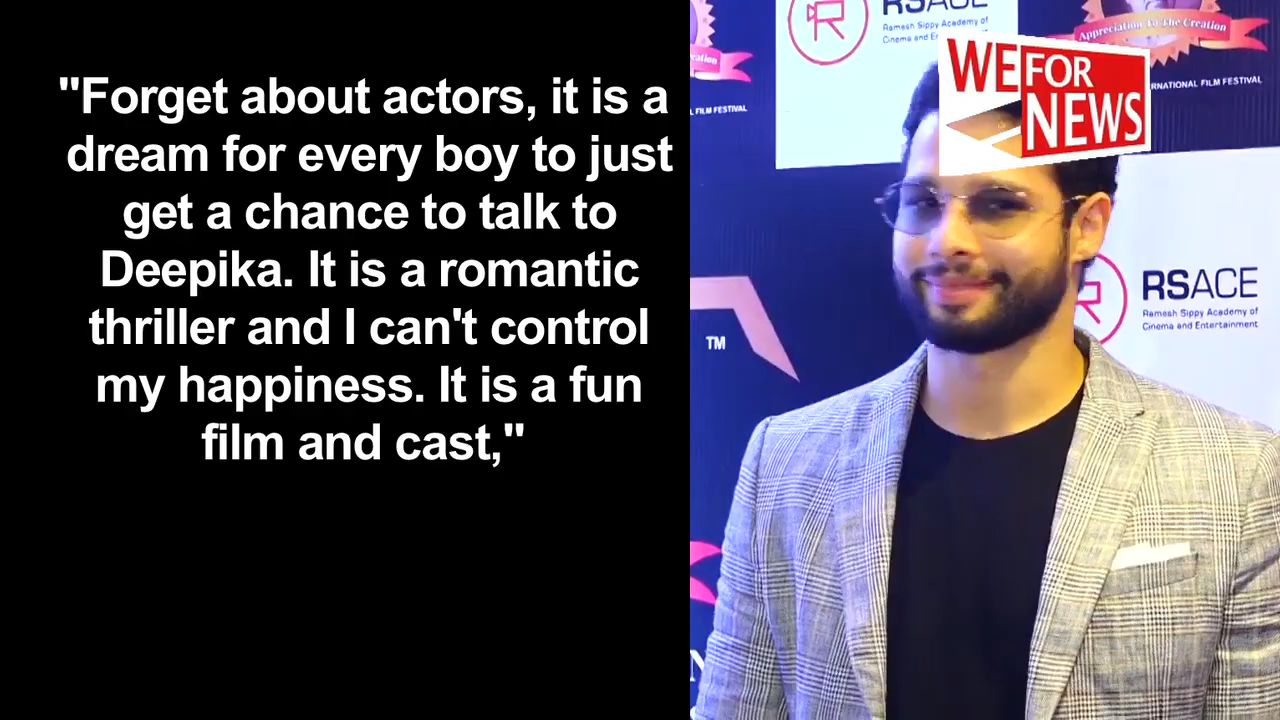 "Forget about actors, it is a
dream for every boy to just
get a chance to talk to
Deepika. It is a romantic
thriller and I can't control
my happiness. It is a fun
film and cast,"
RSACE
Ramesh Sippy Academy of
Cinema and
Appreciation To The Creation
RNATIONAL FILM FESTIVAL
L FILM FESTIVAL
WE FOR
NEWS
RSACE
Ramesh Sippy Academy of
Cinema and Entertainment
TM